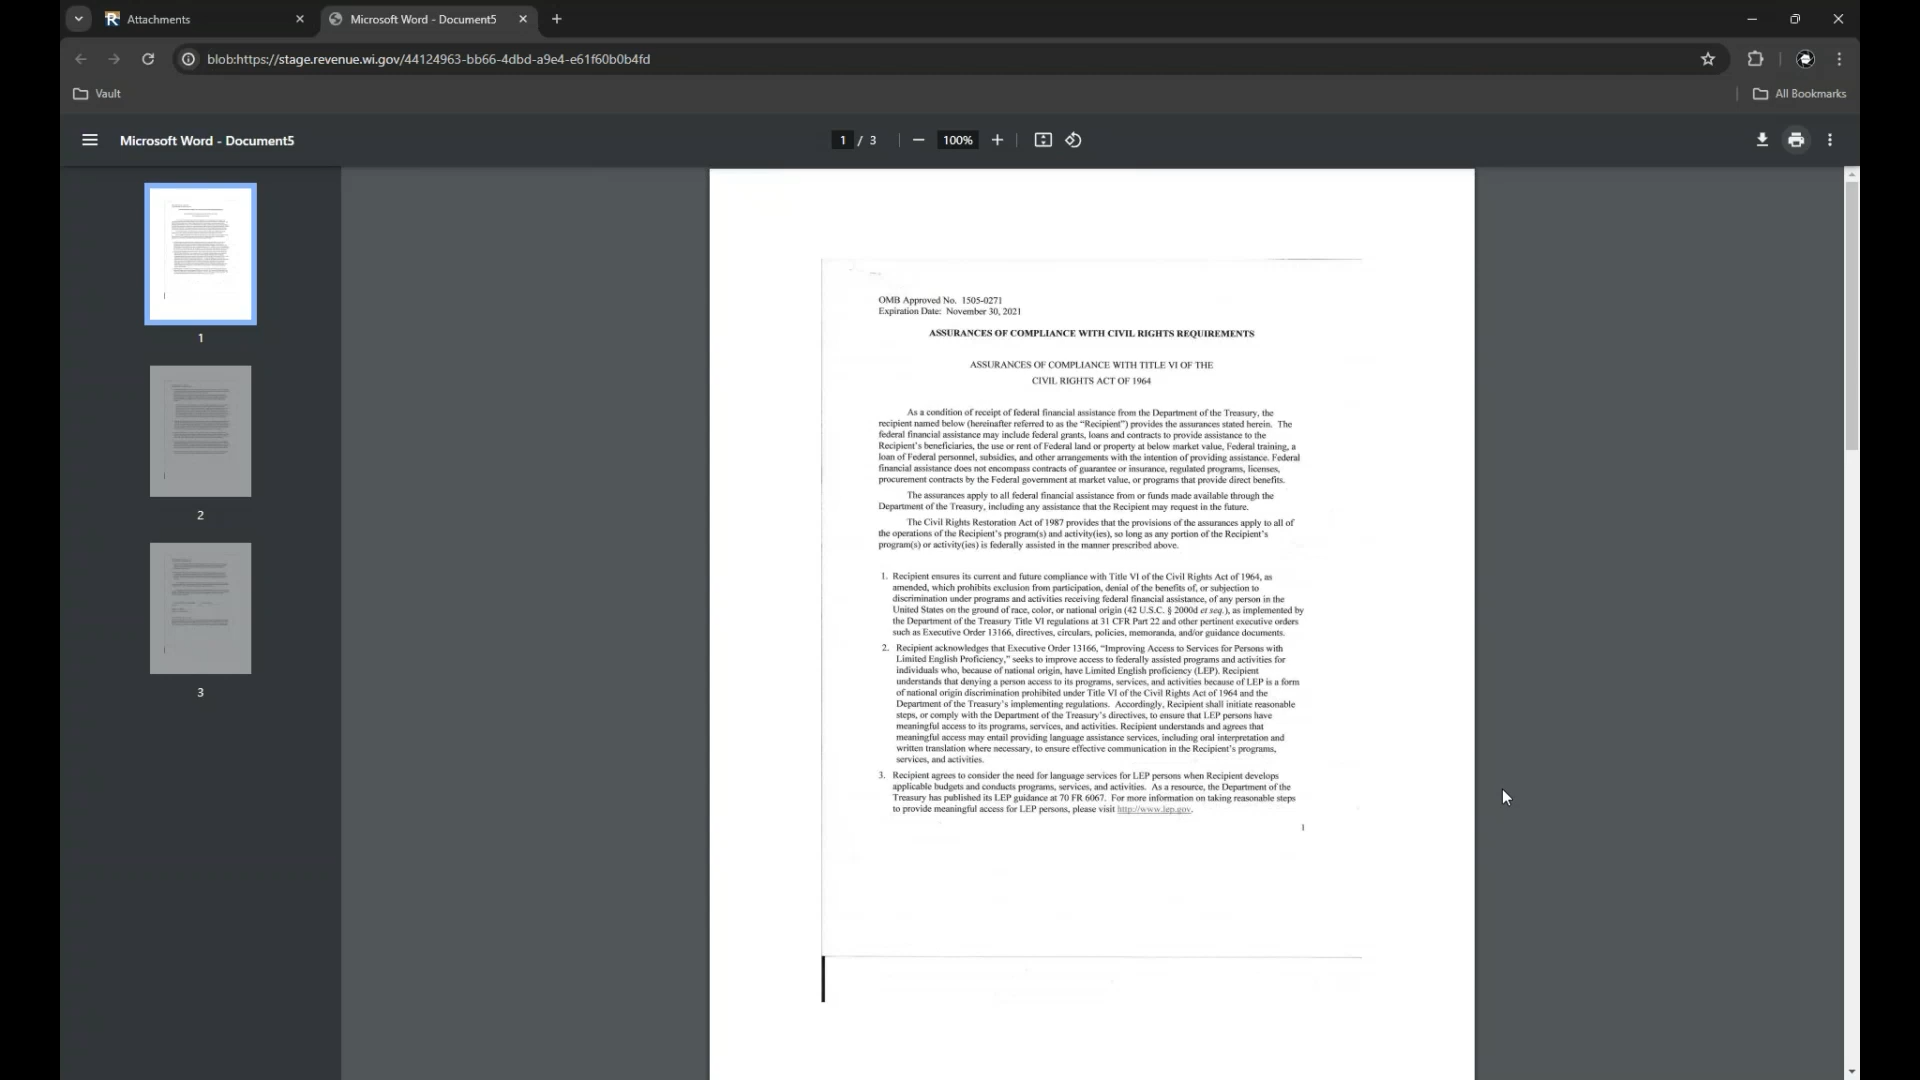 Attachments
Microsoft Word - Document5
blob:https://stage.revenue.wi.gov/44124963-bb66-4dbd-a9e4-e61f60b0b4fd
Vault
All Bookmarks
Microsoft Word - Document5
1 / 3
100%
1
2
3
OMB Approved No. 1505-0271
Expiration Date: November 30, 2021
ASSURANCES OF COMPLIANCE WITH CIVIL RIGHTS REQUIREMENTS
ASSURANCES OF COMPLIANCE WITH TITLE VI OF THE
CIVIL RIGHTS ACT OF 1964
As a condition of receipt of federal financial assistance from the Department of the Treasury, the
recipient named below (hereinafter referred to as the “Recipient”) provides the assurances stated herein. The
federal financial assistance may include federal grants, loans and contracts to provide assistance to the
Recipient’s beneficiaries, the use or rent of Federal land or property at below market value, Federal training, a
loan of Federal personnel, subsidies, and other arrangements with the intention of providing assistance. Federal
financial assistance does not encompass contracts of guarantee or insurance, regulated programs, licenses,
procurement contracts by the Federal government at market value, or programs that provide direct benefits.
The assurances apply to all federal financial assistance from or funds made available through the
Department of the Treasury, including any assistance that the Recipient may request in the future.
The Civil Rights Restoration Act of 1987 provides that the provisions of the assurances apply to all of
the operations of the Recipient’s program(s) and activity(ies), so long as any portion of the Recipient’s
program(s) or activity(ies) is federally assisted in the manner prescribed above.
1. Recipient ensures its current and future compliance with Title VI of the Civil Rights Act of 1964, as
amended, which prohibits exclusion from participation, denial of the benefits of, or subjection to
discrimination under programs and activities receiving federal financial assistance, of any person in the
United States on the ground of race, color, or national origin (42 U.S.C. § 2000d et seq.), as implemented by
the Department of the Treasury Title VI regulations at 31 CFR Part 22 and other pertinent executive orders
such as Executive Order 13166, directives, circulars, policies, memoranda, and/or guidance documents.
2. Recipient acknowledges that Executive Order 13166, “Improving Access to Services for Persons with
Limited English Proficiency,” seeks to improve access to federally assisted programs and activities for
individuals who, because of national origin, have Limited English proficiency (LEP). Recipient
understands that denying a person access to its programs, services, and activities because of LEP is a form
of national origin discrimination prohibited under Title VI of the Civil Rights Act of 1964 and the
Department of the Treasury’s implementing regulations. Accordingly, Recipient shall initiate reasonable
steps, or comply with the Department of the Treasury’s directives, to ensure that LEP persons have
meaningful access to its programs, services, and activities. Recipient understands and agrees that
meaningful access may entail providing language assistance services, including oral interpretation and
written translation where necessary, to ensure effective communication in the Recipient’s programs,
services, and activities.
3. Recipient agrees to consider the need for language services for LEP persons when Recipient develops
applicable budgets and conducts programs, services, and activities. As a resource, the Department of the
Treasury has published its LEP guidance at 70 FR 6067. For more information on taking reasonable steps
to provide meaningful access for LEP persons, please visit http://www.lep.gov.
1